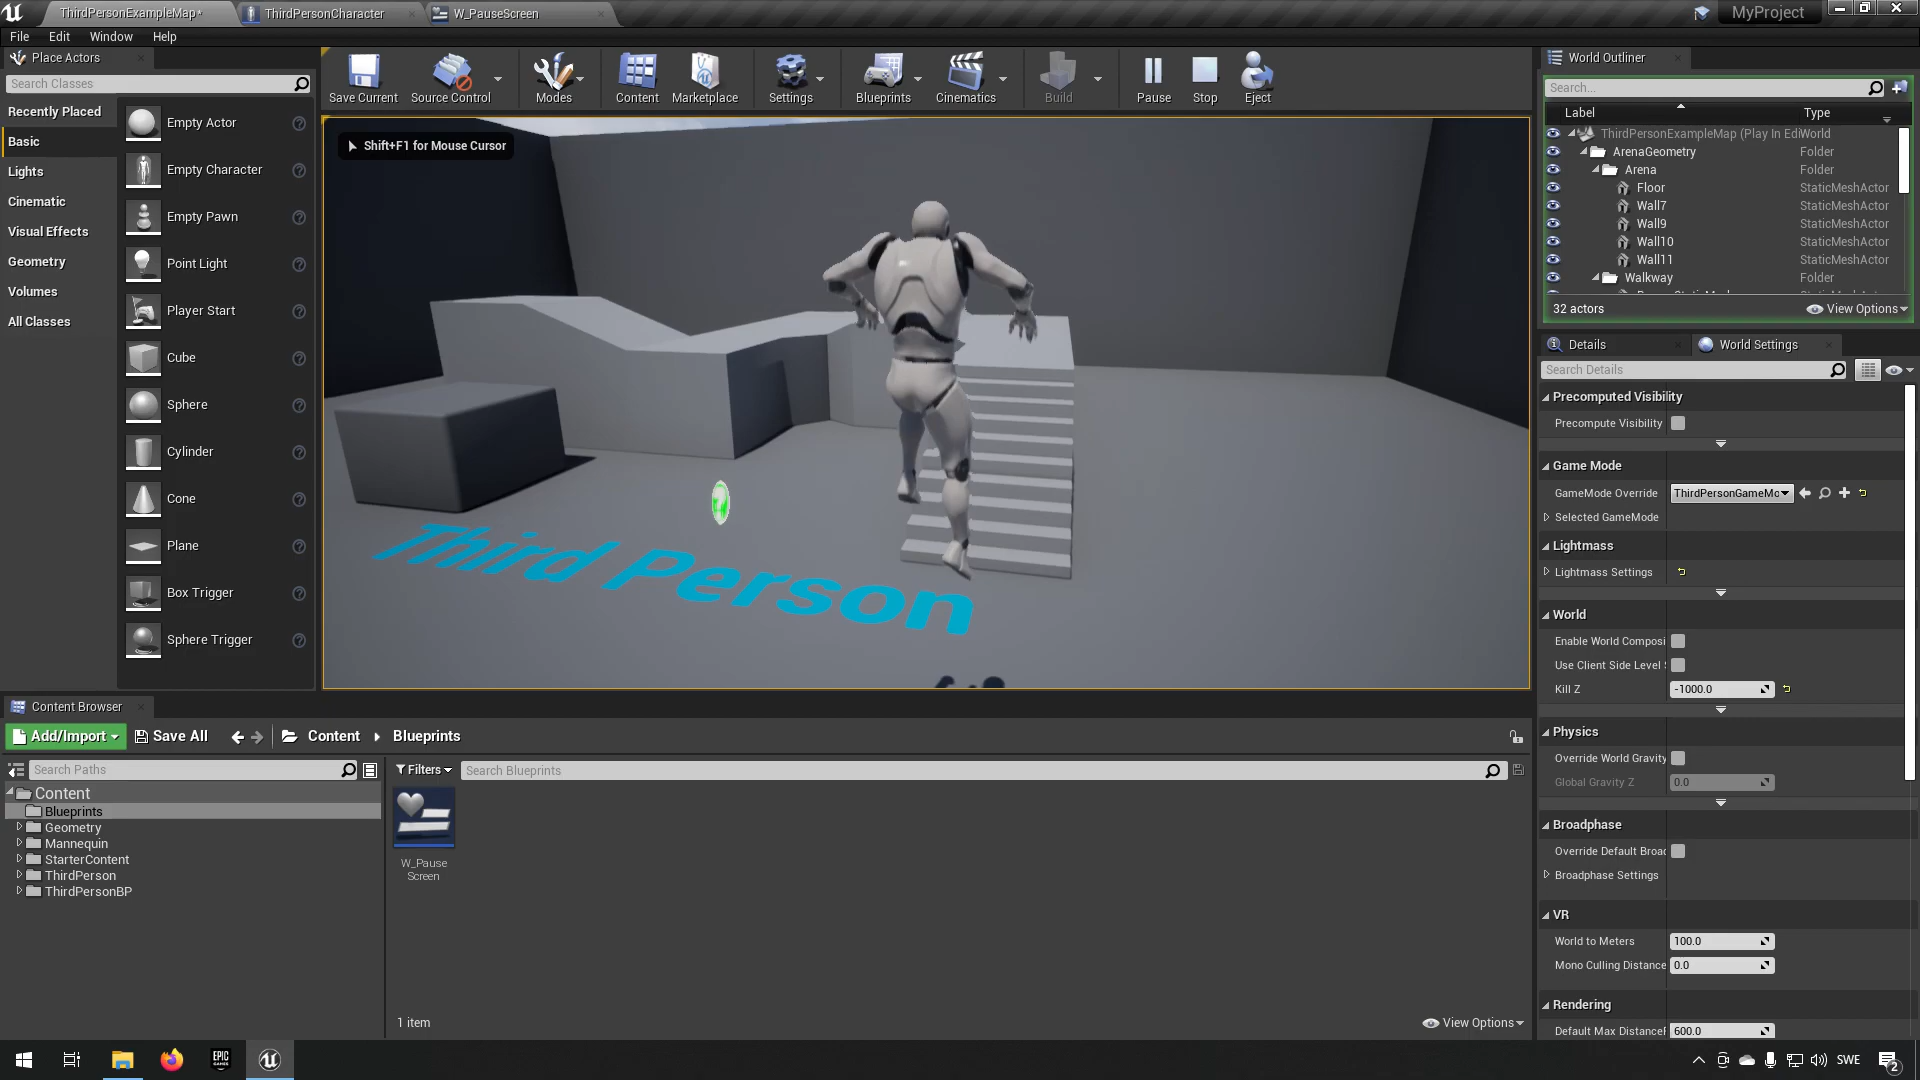 ThirdPersonExampleMap*
ThirdPersonCharacter
W_PauseScreen
MyProject
File Edit Window Help
Place Actors
Search Classes
Recently Placed
Basic
Lights
Cinematic
Visual Effects
Geometry
Volumes
All Classes
Empty Actor
Empty Character
Empty Pawn
Point Light
Player Start
Cube
Sphere
Cylinder
Cone
Plane
Box Trigger
Sphere Trigger
Save Current
Source Control
Modes
Content
Marketplace
Settings
Blueprints
Cinematics
Build
Pause
Stop
Eject
Shift+F1 for Mouse Cursor
Third Person
World Outliner
Search...
Label Type
ThirdPersonExampleMap (Play In Edi World
ArenaGeometry Folder
Arena Folder
Floor StaticMeshActor
Wall7 StaticMeshActor
Wall9 StaticMeshActor
Wall10 StaticMeshActor
Wall11 StaticMeshActor
Walkway Folder
32 actors
View Options
Details
World Settings
Search Details
Precomputed Visibility
Precompute Visibility
Game Mode
GameMode Override ThirdPersonGameMo
Selected GameMode
Lightmass
Lightmass Settings
World
Enable World Composi
Use Client Side Level
Kill Z -1000.0
Physics
Override World Gravity
Global Gravity Z 0.0
Broadphase
Override Default Broad
Broadphase Settings
VR
World to Meters 100.0
Mono Culling Distance 0.0
Rendering
Default Max DistanceF 600.0
Content Browser
Add/Import
Save All
Content
Blueprints
Search Paths
Filters
Search Blueprints
Content
Blueprints
Geometry
Mannequin
StarterContent
ThirdPerson
ThirdPersonBP
W_Pause
Screen
1 item
View Options
EPIC
GAMES
SWE
2